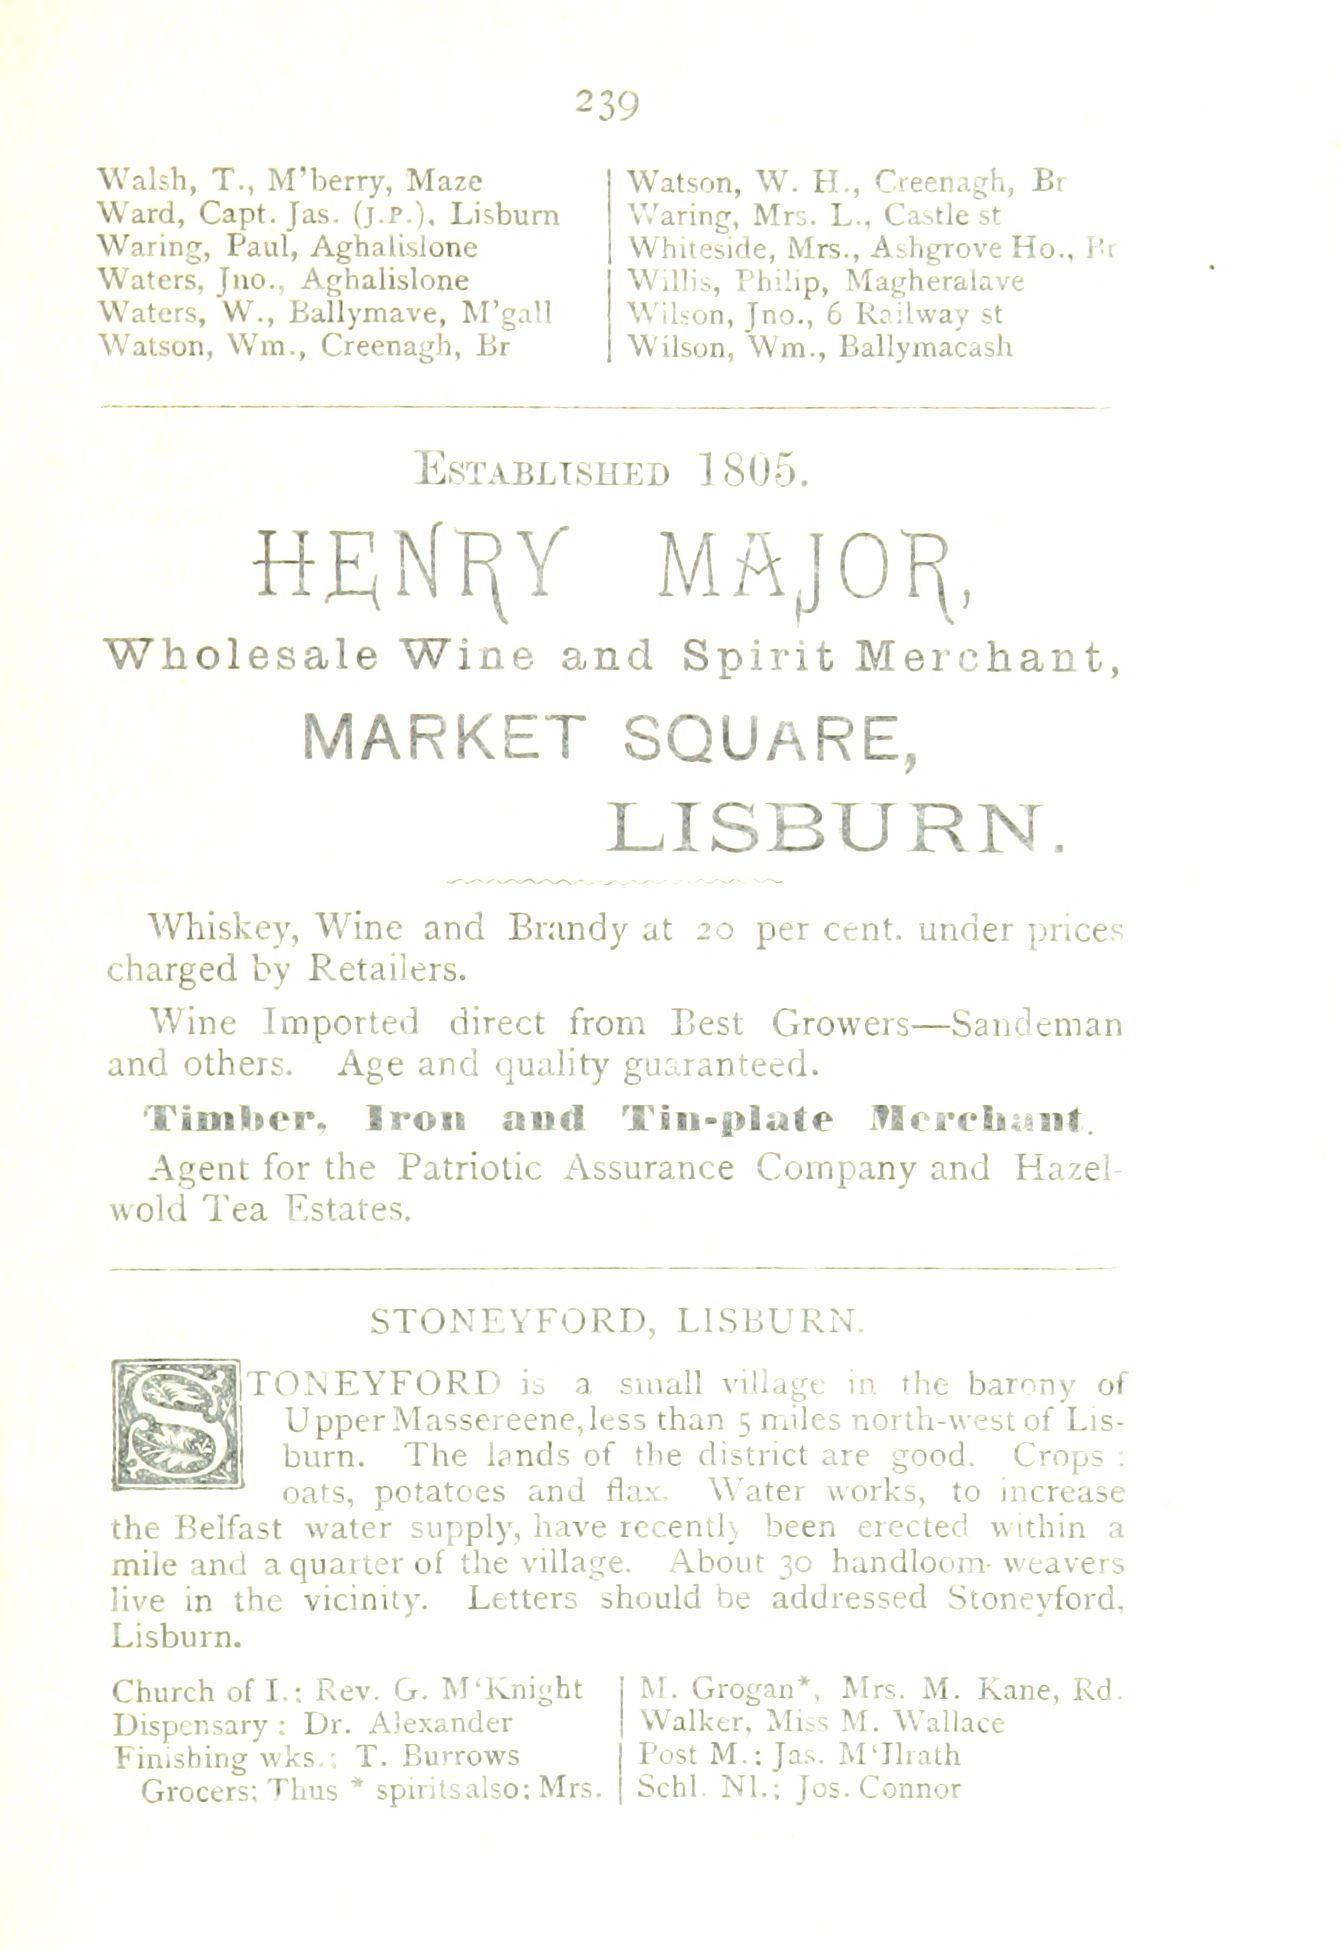 239
Walsh, T., M'berry, Maze
Ward, Capt. Jas. (J.P.), Lisburn
Waring, Paul, Aghalislone
Waters, Jno., Aghalislone
Waters, W., Ballymave, M'gall
Watson, Wm., Creenagh, Br
Watson, W. H., Creenagh, Br
Waring, Mrs. L., Castle st
Whiteside, Mrs., Ashgrove Ho., Br
Willis, Philip, Magheralave
Wilson, Jno., 6 Railway st
Wilson, Wm., Ballymacash
ESTABLISHED 1805.
HENRY MAJOR,
Wholesale Wine and Spirit Merchant,
MARKET SQUARE,
LISBURN.
Whiskey, Wine and Brandy at 20 per cent. under prices
charged by Retailers.
Wine Imported direct from Best Growers—Sandeman
and others. Age and quality guaranteed.
Timber, Iron and Tin-plate Merchant.
Agent for the Patriotic Assurance Company and Hazel-
wold Tea Estates.
STONEYFORD, LISBURN.
STONEYFORD is a small village in the barony of
Upper Massereene, less than 5 miles north-west of Lis-
burn. The lands of the district are good. Crops :
oats, potatoes and flax. Water works, to increase
the Belfast water supply, have recently been erected within a
mile and a quarter of the village. About 30 handloom- weavers
live in the vicinity. Letters should be addressed Stoneyford,
Lisburn.
Church of I.; Rev. G. M'Knight
Dispensary ; Dr. Alexander
Finishing wks.; T. Burrows
Grocers; Thus * spirits also; Mrs.
M. Grogan*, Mrs. M. Kane, Rd.
Walker, Miss M. Wallace
Post M.; Jas. M'Ilrath
Schl. Nl.; Jos. Connor